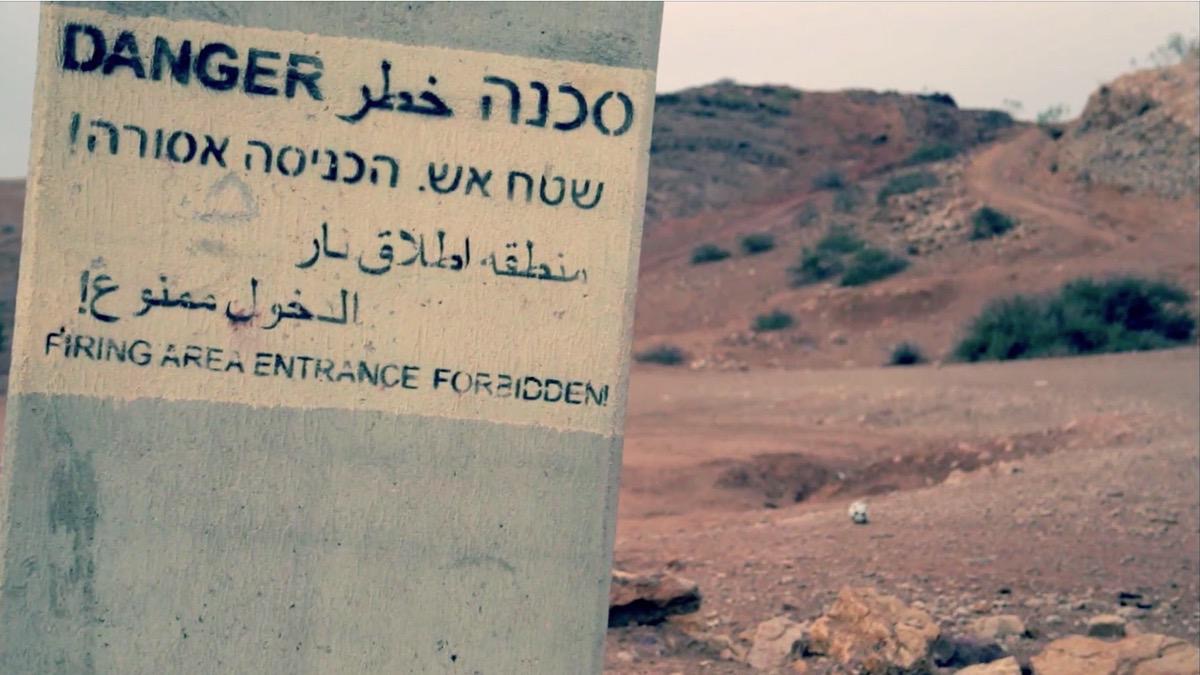 DANGER خطر סכנה
שטח אש. הכניסה אסורה!
منطقه اطلاق نار
الدخول ممنوع!
FIRING AREA ENTRANCE FORBIDDEN!